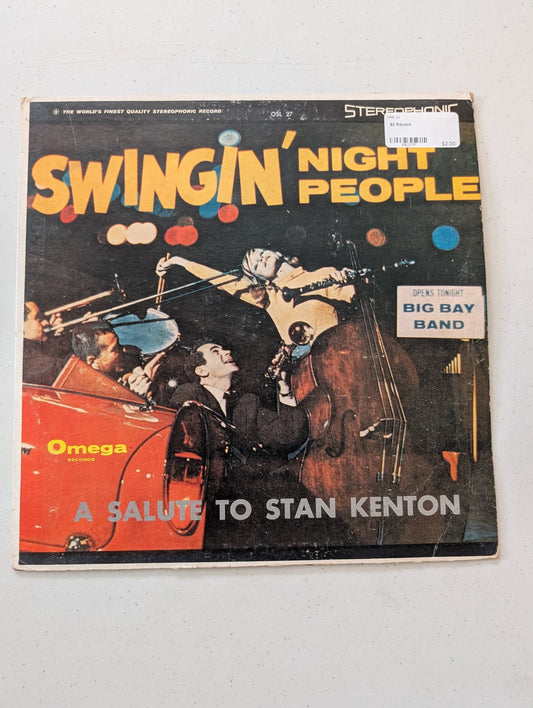 * THE WORLD'S FINEST QUALITY STEREOPHONIC RECORD
OSL 27
STEREOPHONIC
$2 Record
$2.00
SWINGIN' NIGHT
PEOPLE
OPENS TONIGHT
BIG BAY
BAND
Omega
RECORDS
A SALUTE TO STAN KENTON